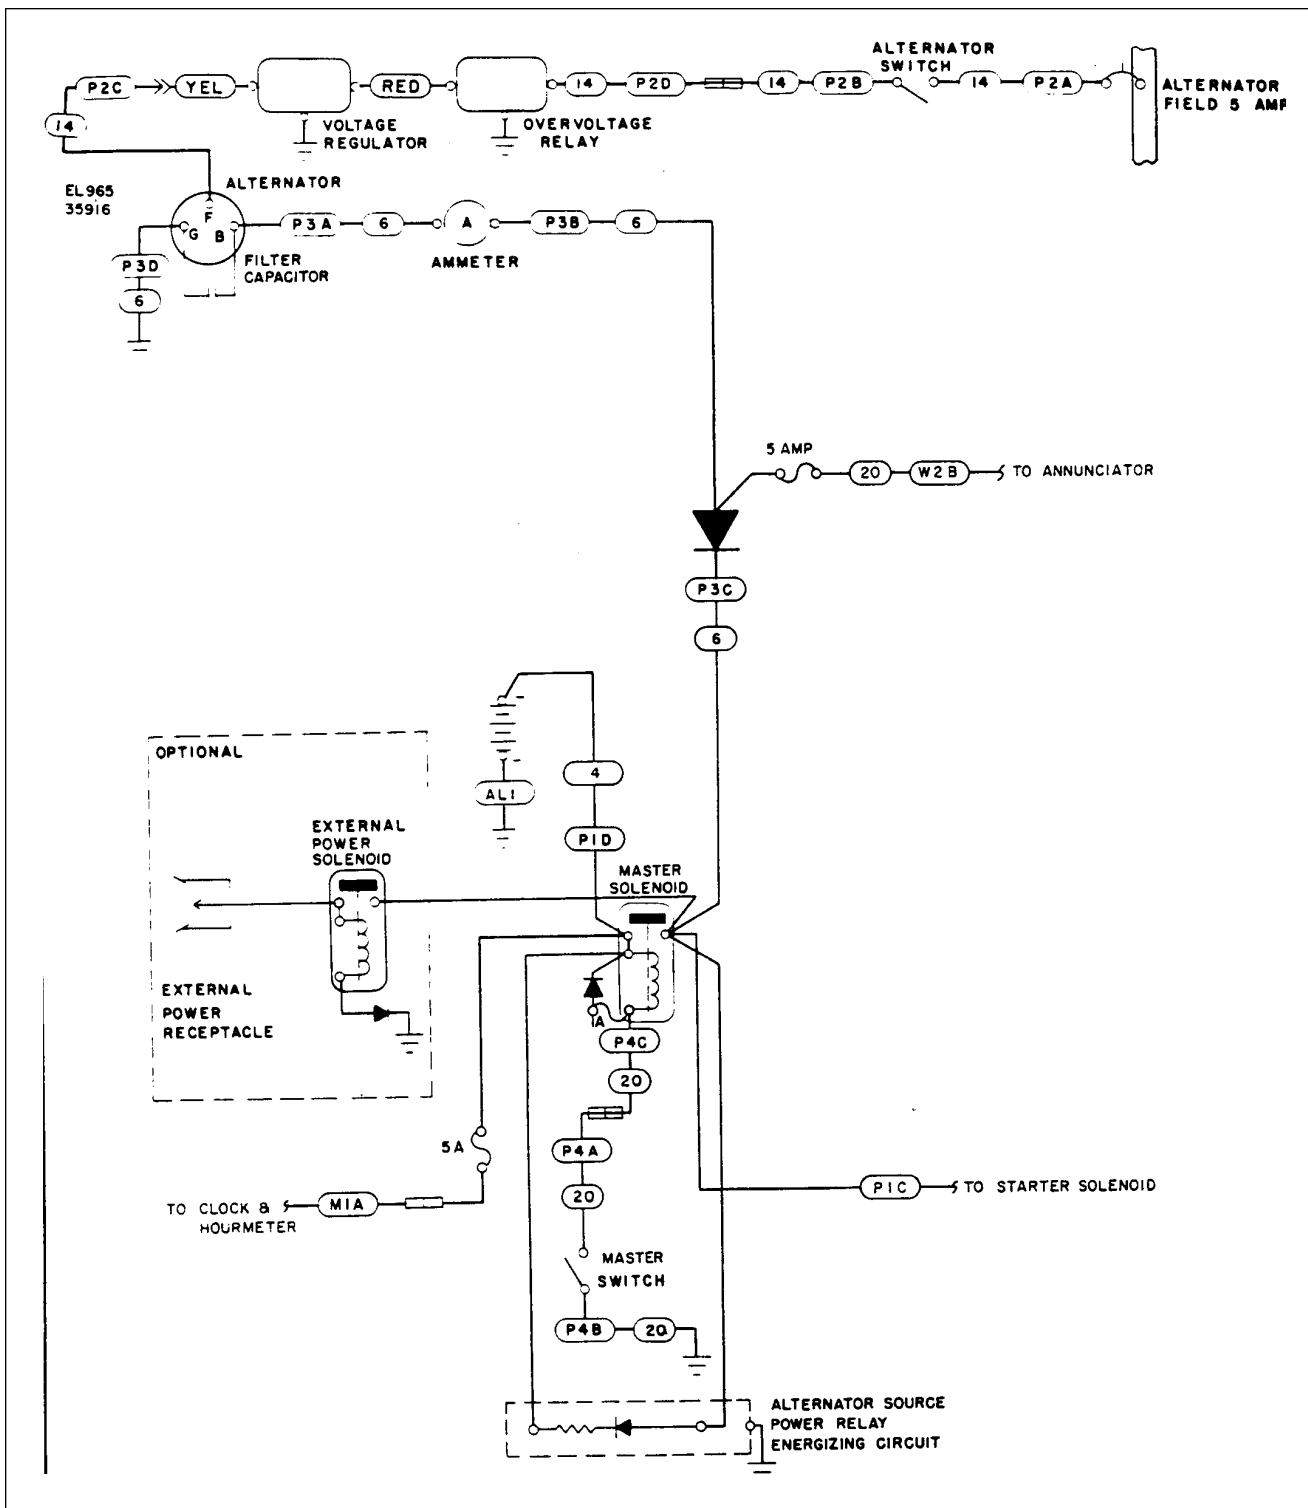 ALTERNATOR
SWITCH
P2C
YEL
RED
14
P2D
14
P2B
14
P2A
ALTERNATOR
FIELD 5 AMP
14
VOLTAGE
REGULATOR
OVERVOLTAGE
RELAY
EL965
35916
ALTERNATOR
F
G
B
P3A
6
A
P3B
6
AMMETER
P3D
6
FILTER
CAPACITOR
5 AMP
20
W2B
TO ANNUNCIATOR
P3C
6
OPTIONAL
4
AL1
P1D
EXTERNAL
POWER
SOLENOID
MASTER
SOLENOID
EXTERNAL
POWER
RECEPTACLE
A
P4C
20
5A
P4A
20
P1C
TO STARTER SOLENOID
TO CLOCK &
HOURMETER
M1A
MASTER
SWITCH
P4B
20
ALTERNATOR SOURCE
POWER RELAY
ENERGIZING CIRCUIT